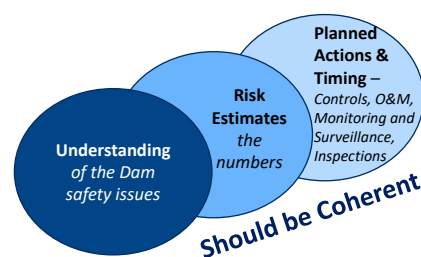 Planned
Actions &
Timing –
Controls, O&M,
Monitoring and
Surveillance,
Inspections
Risk
Estimates
the
numbers
Understanding
of the Dam
safety issues
Should be Coherent